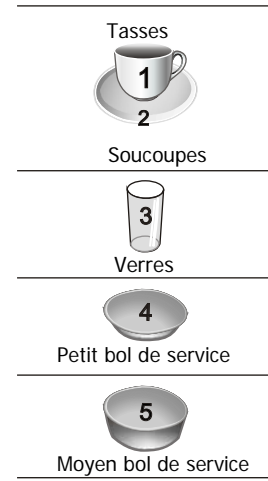 Tasses
1
2
Soucoupes
3
Verres
4
Petit bol de service
5
Moyen bol de service